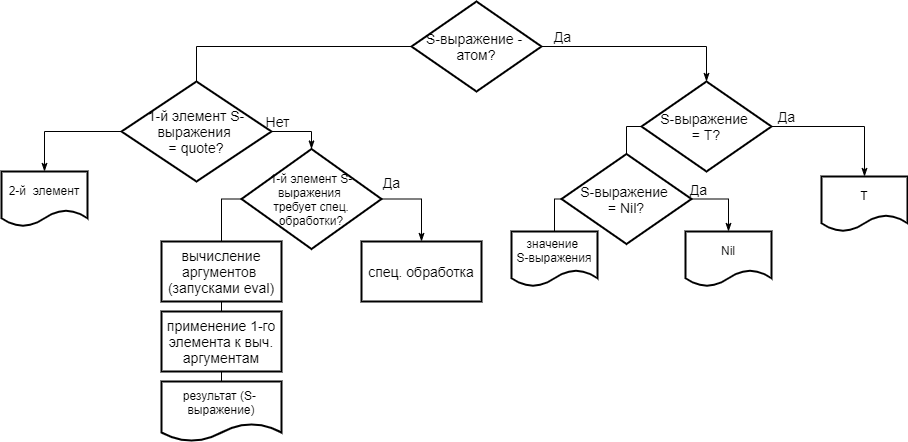 S-выражение -
атом?
Да
1-й элемент S-
выражения
= quote?
Нет
S-выражение
= T?
Да
2-й элемент
1-й элемент S-
выражения
требует спец.
обработки?
Да
S-выражение
= Nil?
Да
T
вычисление
аргументов
(запусками eval)
спец. обработка
значение
S-выражения
Nil
применение 1-го
элемента к выч.
аргументам
результат (S-
выражение)